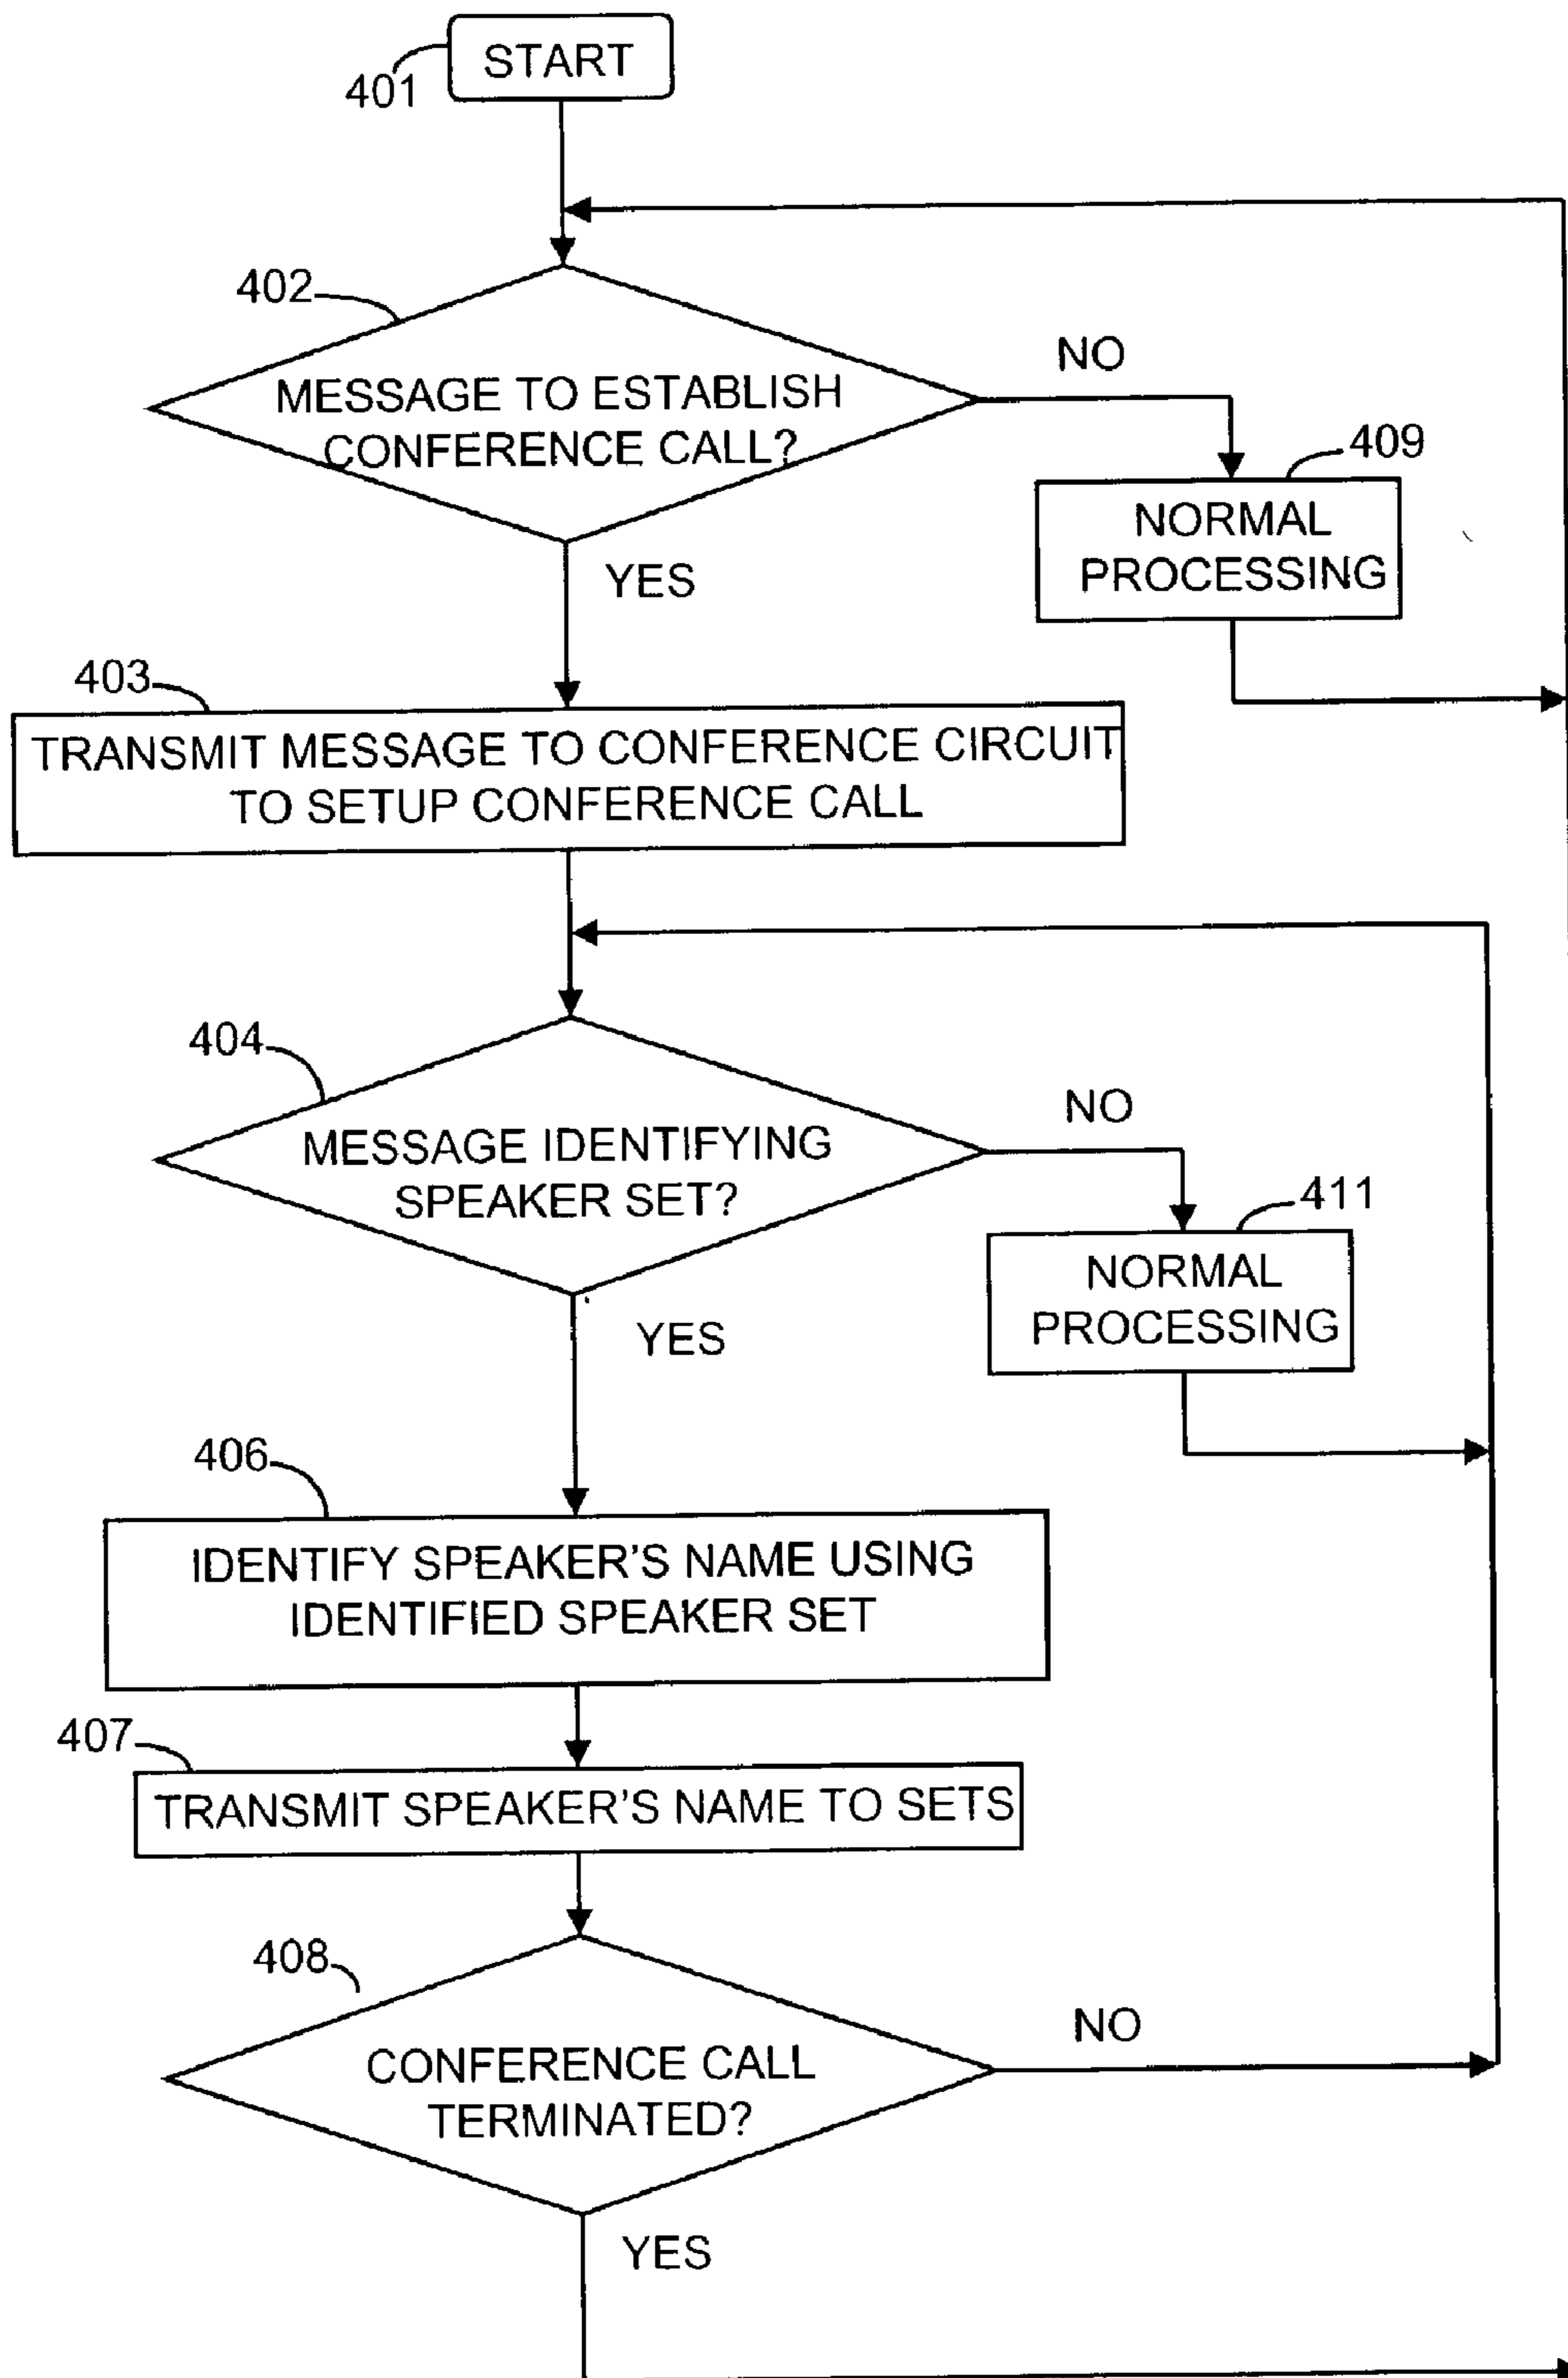 START
401
402
MESSAGE TO ESTABLISH
CONFERENCE CALL?
NO
409
NORMAL
PROCESSING
YES
403
TRANSMIT MESSAGE TO CONFERENCE CIRCUIT
TO SETUP CONFERENCE CALL
404
MESSAGE IDENTIFYING
SPEAKER SET?
NO
411
NORMAL
PROCESSING
YES
406
IDENTIFY SPEAKER'S NAME USING
IDENTIFIED SPEAKER SET
407
TRANSMIT SPEAKER'S NAME TO SETS
408
CONFERENCE CALL
TERMINATED?
NO
YES